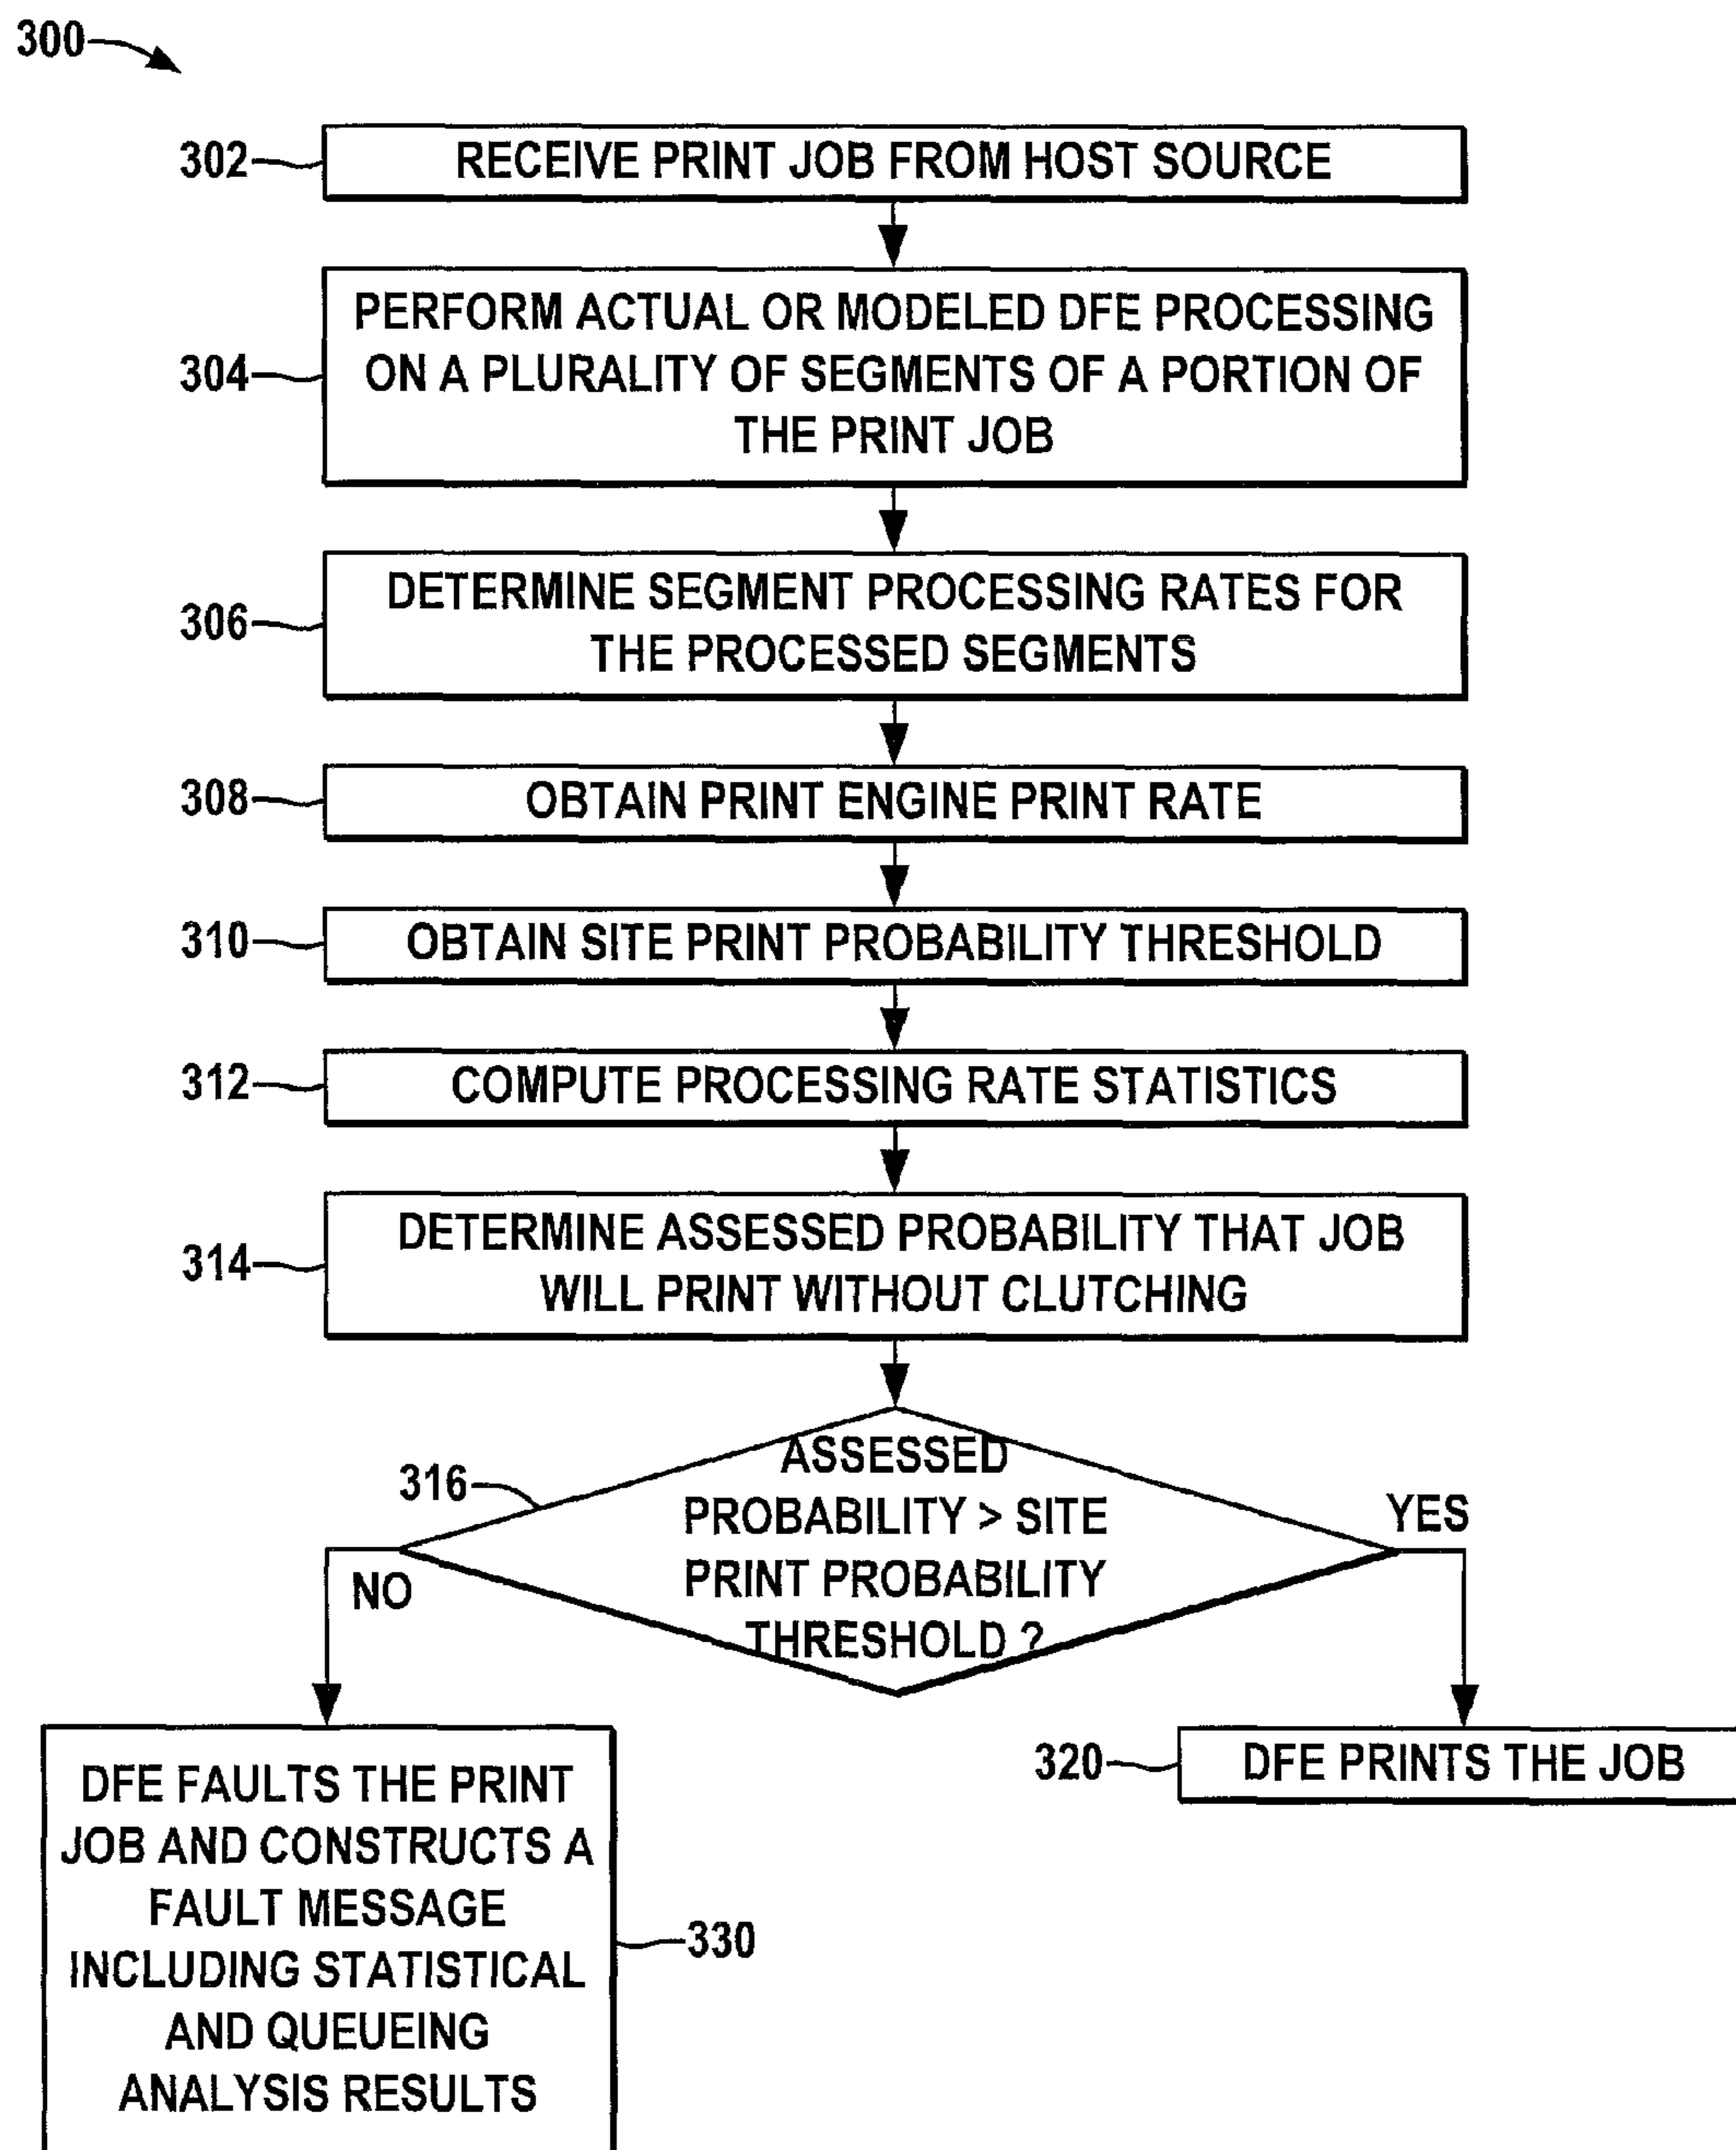 300
302
RECEIVE PRINT JOB FROM HOST SOURCE
304
PERFORM ACTUAL OR MODELED DFE PROCESSING
ON A PLURALITY OF SEGMENTS OF A PORTION OF
THE PRINT JOB
306
DETERMINE SEGMENT PROCESSING RATES FOR
THE PROCESSED SEGMENTS
308
OBTAIN PRINT ENGINE PRINT RATE
310
OBTAIN SITE PRINT PROBABILITY THRESHOLD
312
COMPUTE PROCESSING RATE STATISTICS
314
DETERMINE ASSESSED PROBABILITY THAT JOB
WILL PRINT WITHOUT CLUTCHING
316
ASSESSED
PROBABILITY > SITE
PRINT PROBABILITY
THRESHOLD ?
YES
NO
320
DFE PRINTS THE JOB
DFE FAULTS THE PRINT
JOB AND CONSTRUCTS A
FAULT MESSAGE
INCLUDING STATISTICAL
AND QUEUEING
ANALYSIS RESULTS
330